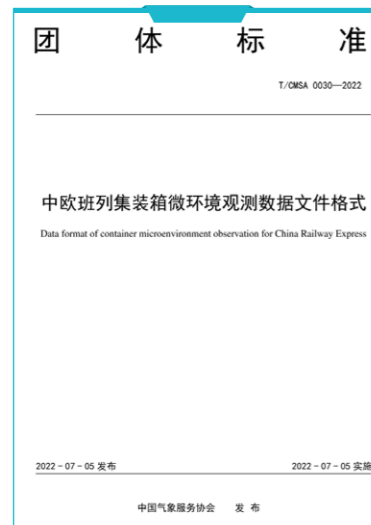 团 体 标 准
T/CMSA 0030—2022
中欧班列集装箱微环境观测数据文件格式
Data format of container microenvironment observation for China Railway Express
2022-07-05 发布 2022-07-05 实施
中国气象服务协会 发 布